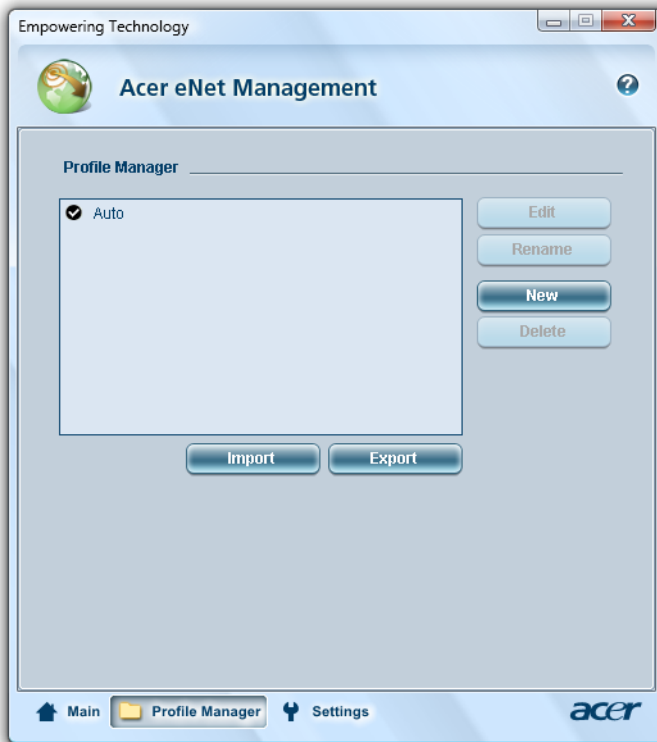 Empowering Technology
Acer eNet Management
?
Profile Manager
Auto
Edit
Rename
New
Delete
Import
Export
Main
Profile Manager
Settings
acer